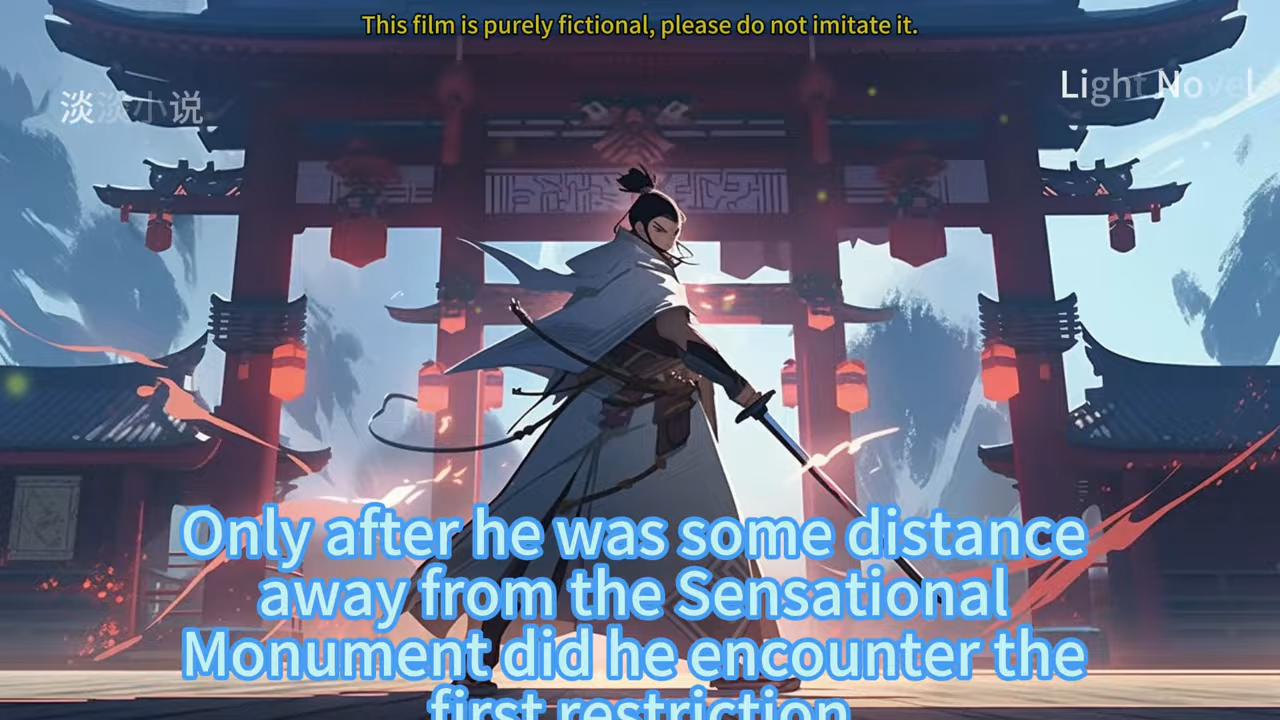 This film is purely fictional, please do not imitate it.
淡淡小说
Light Novel
Only after he was some distance
away from the Sensational
Monument did he encounter the
first restriction